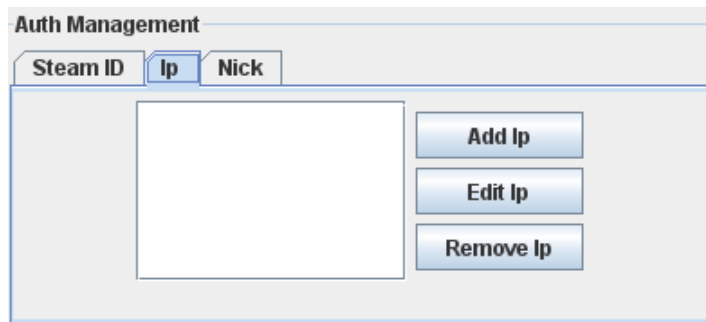 Auth Management
Steam ID Ip Nick
Add Ip
Edit Ip
Remove Ip